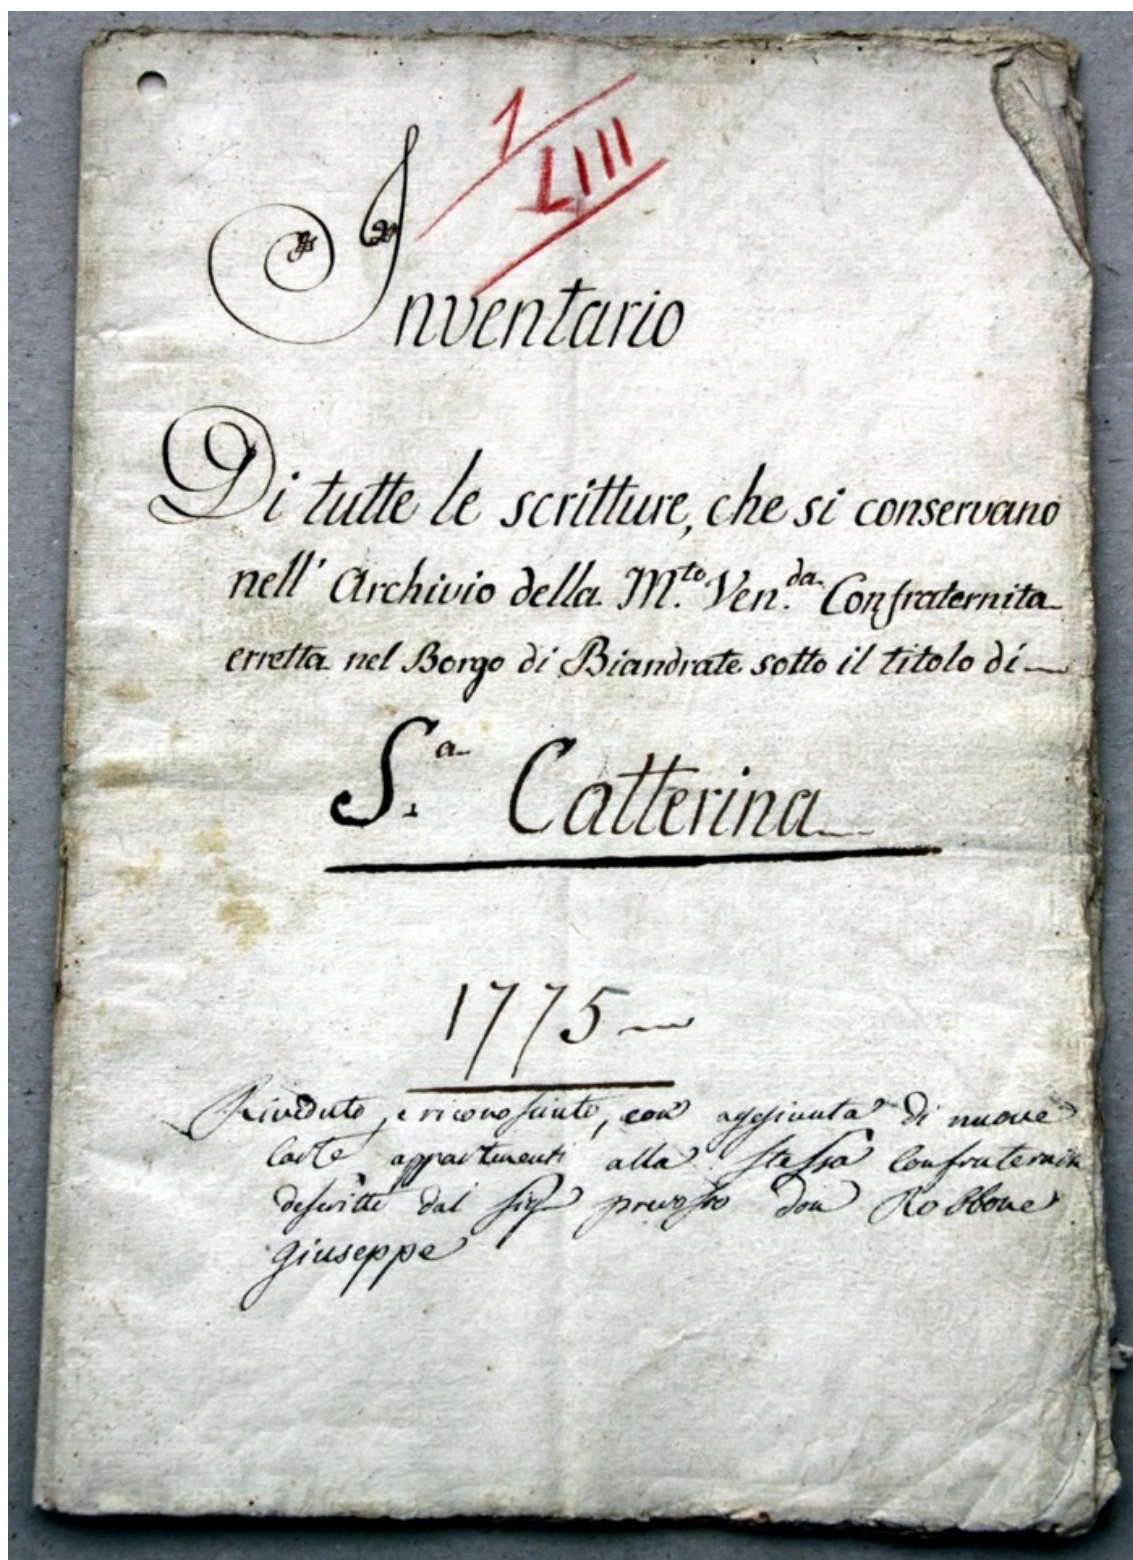 1
LIII
Inventario
Di tutte le scritture, che si conservano
nell' Archivio della M.to Ven.da Confraternita
erretta nel Borgo di Biandrate sotto il titolo di
S.a Catterina
1775
Riveduto, e riconosciuto, con aggiunta di nuove
carte appartenenti alla stessa Confraternita
descritte dal sig.r prevosto don Robbone
Giuseppe